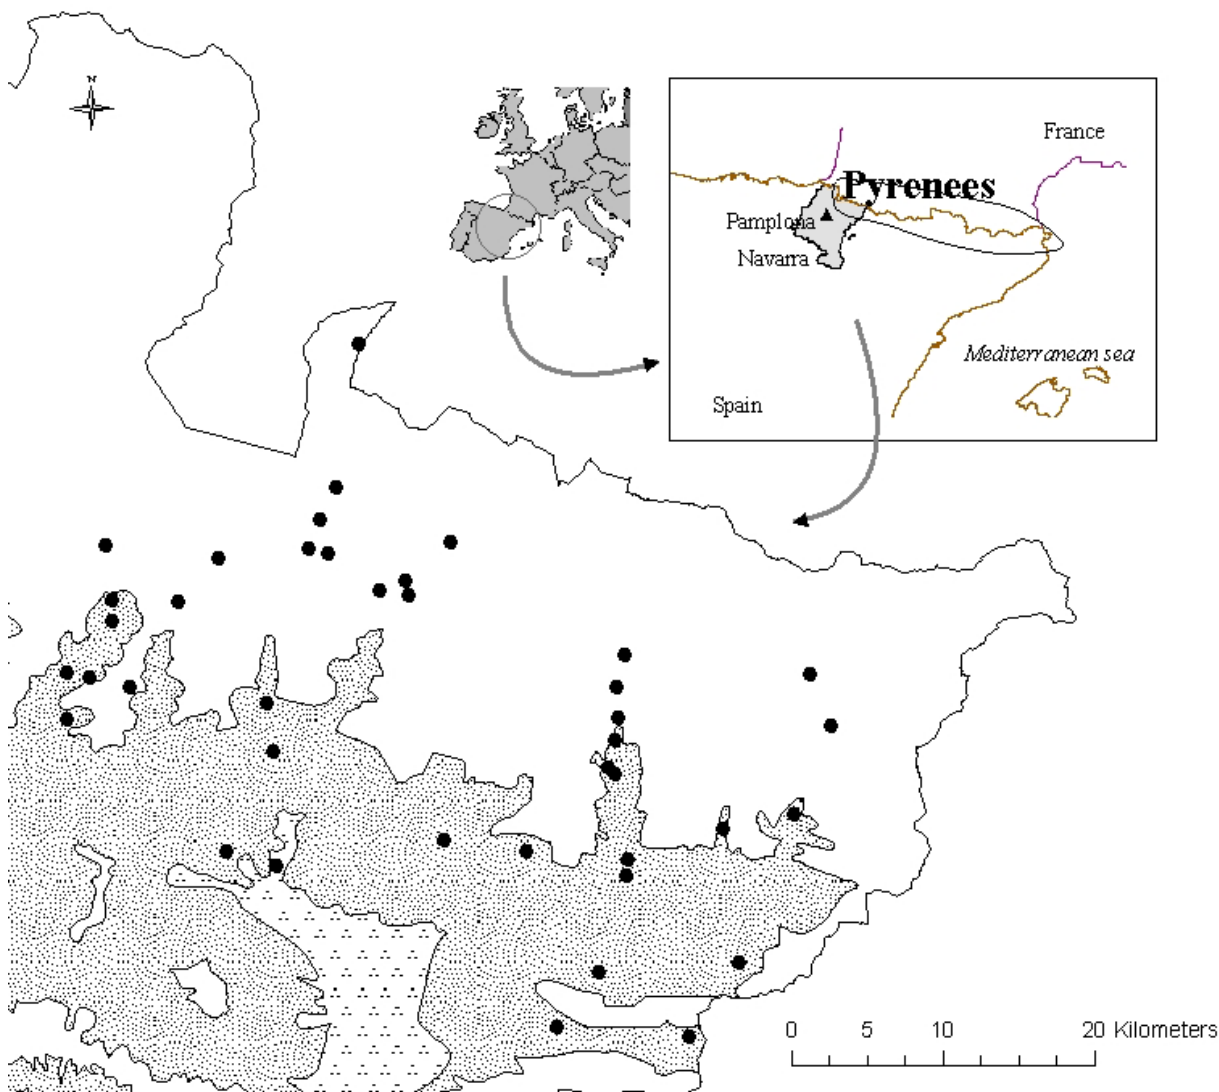 N
France
Pyrenees
Pamplona
Navarra
Mediterranean sea
Spain
0 5 10 20 Kilometers